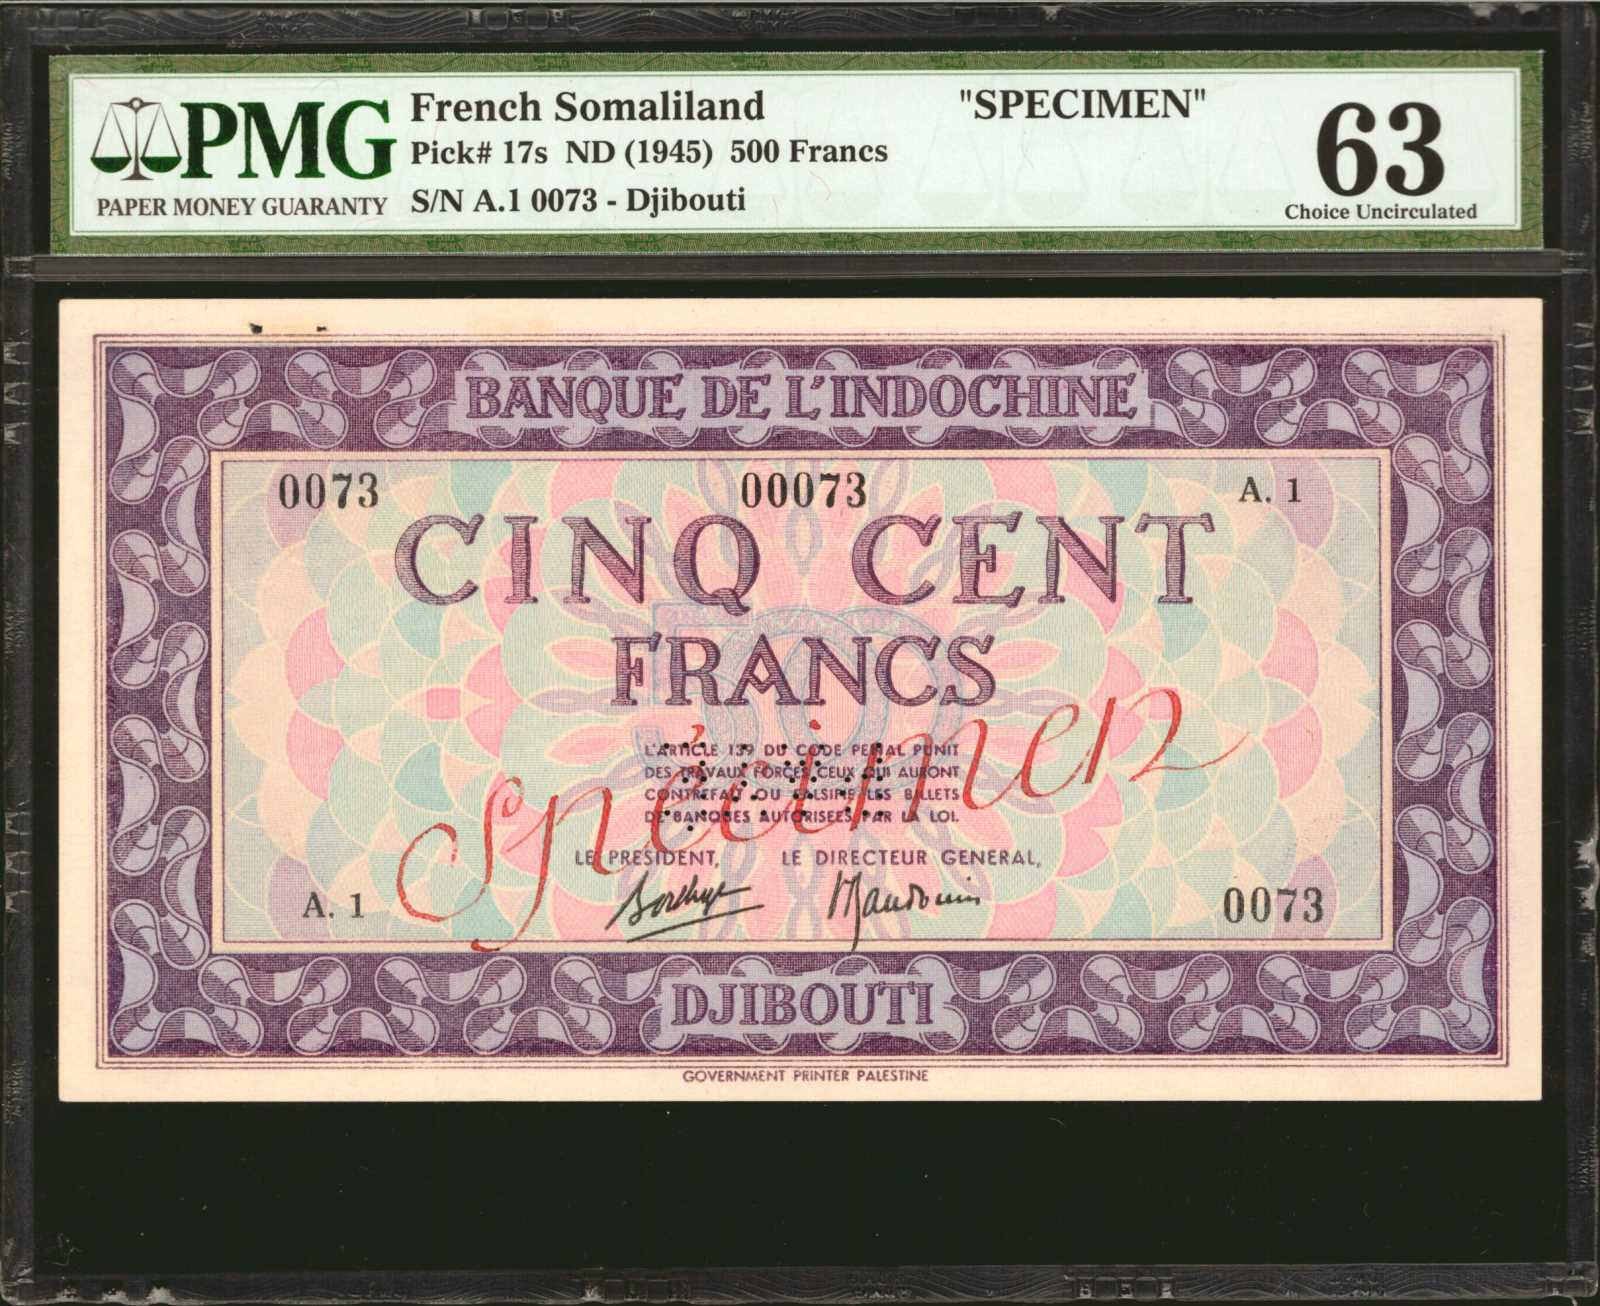 PMG
PAPER MONEY GUARANTY
French Somaliland "SPECIMEN"
Pick# 17s ND (1945) 500 Francs
S/N A.1 0073 - Djibouti
63
Choice Uncirculated
BANQUE DE L'INDOCHINE
0073 00073 A. 1
CINQ CENT
FRANCS
500
L'ARTICLE 139 DU CODE PENAL PUNIT
DES TRAVAUX FORCES CEUX QUI AURONT
CONTREFAIT OU FALSIFIE LES BILLETS
DE BANQUES AUTORISEES PAR LA LOI.
Spécimen
LE PRESIDENT, LE DIRECTEUR GENERAL,
A. 1 0073
DJIBOUTI
GOVERNMENT PRINTER PALESTINE